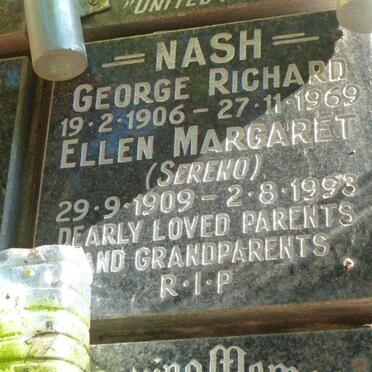 "UNITED
NASH
GEORGE RICHARD
19·2·1906 - 27·11·1969
ELLEN MARGARET
(SERENO)
29·9·1909 - 2·8·1993
DEARLY LOVED PARENTS
AND GRANDPARENTS
R·I·P